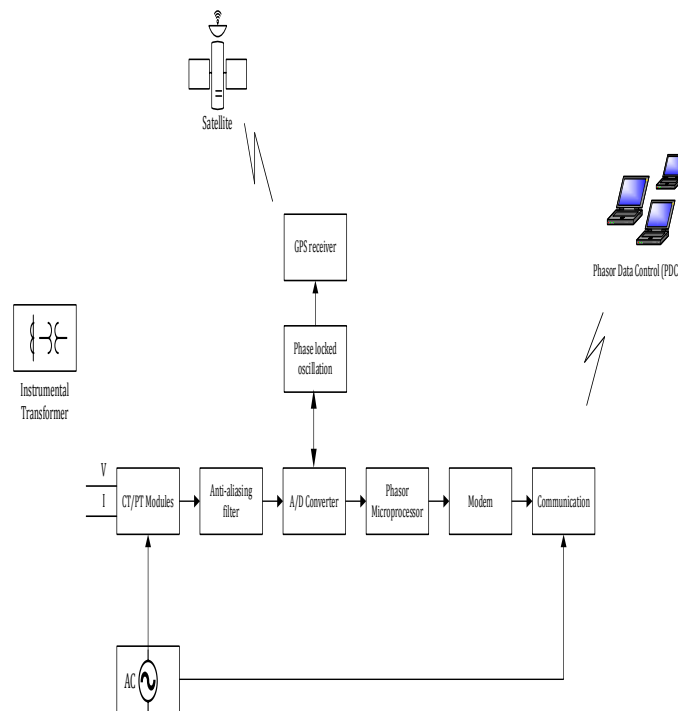 Satellite
GPS receiver
Phasor Data Control (PDC
Phase locked
oscillation
Instrumental
Transformer
V
I
CT/PT Modules
Anti-aliasing
filter
A/D Converter
Phasor
Microprocessor
Modem
Communication
AC